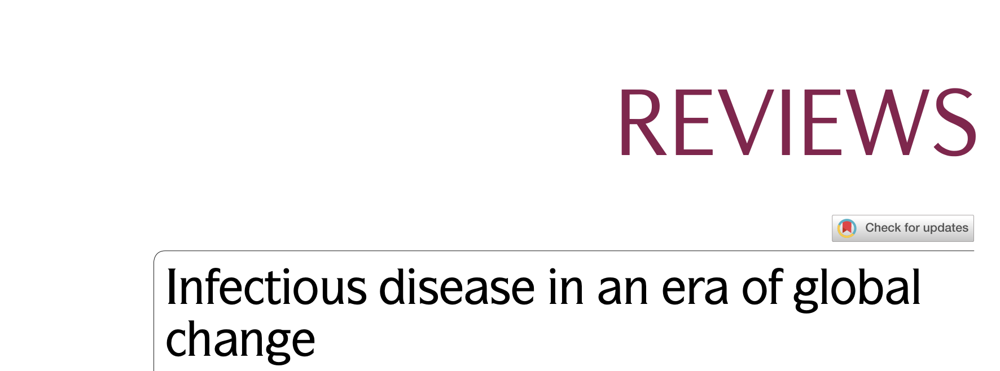 REVIEWS
Check for updates
Infectious disease in an era of global
change